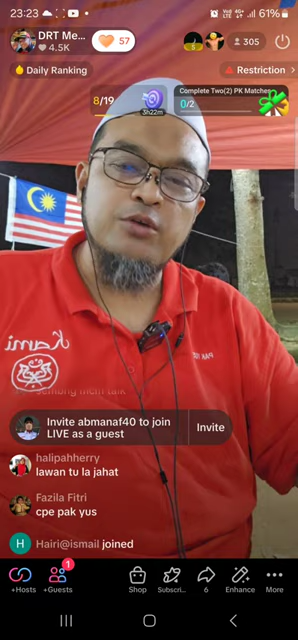 23:23
61%
DRT Me...
4.5K
57
305
Daily Ranking
Restriction >
8/19
3h22m
Complete Two(2) PK Matches
0/2
Kami
Invite abmanaf40 to join
LIVE as a guest
Invite
halipahherry
lawan tu la jahat
Fazila Fitri
cpe pak yus
H
Hairi@ismail joined
1
+Hosts
+Guests
Shop
Subscri...
6
Enhance
More